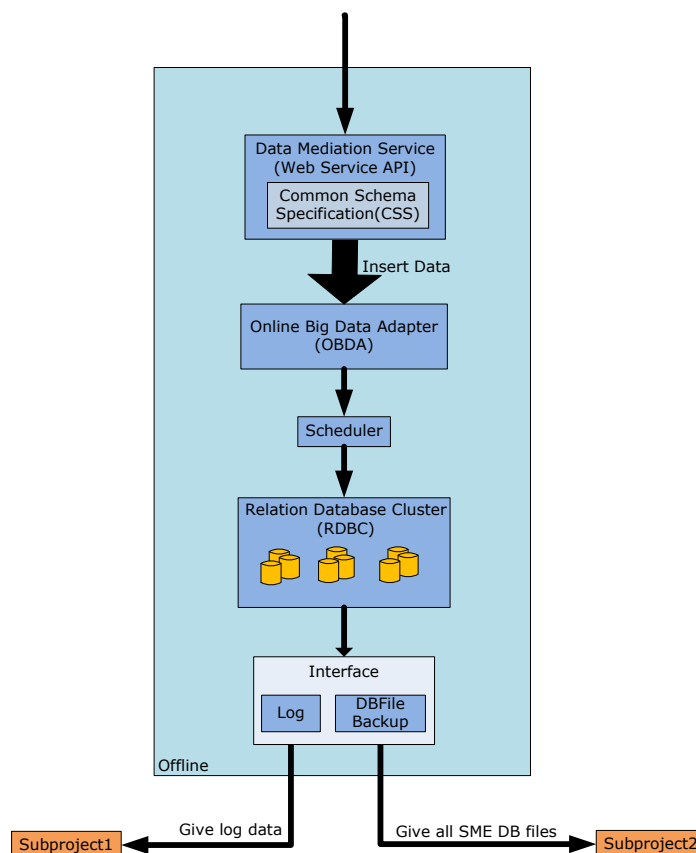 Data Mediation Service
(Web Service API)
Common Schema
Specification(CSS)
Insert Data
Online Big Data Adapter
(OBDA)
Scheduler
Relation Database Cluster
(RDBC)
Interface
Log
DBFile
Backup
Offline
Give log data
Give all SME DB files
Subproject1
Subproject2